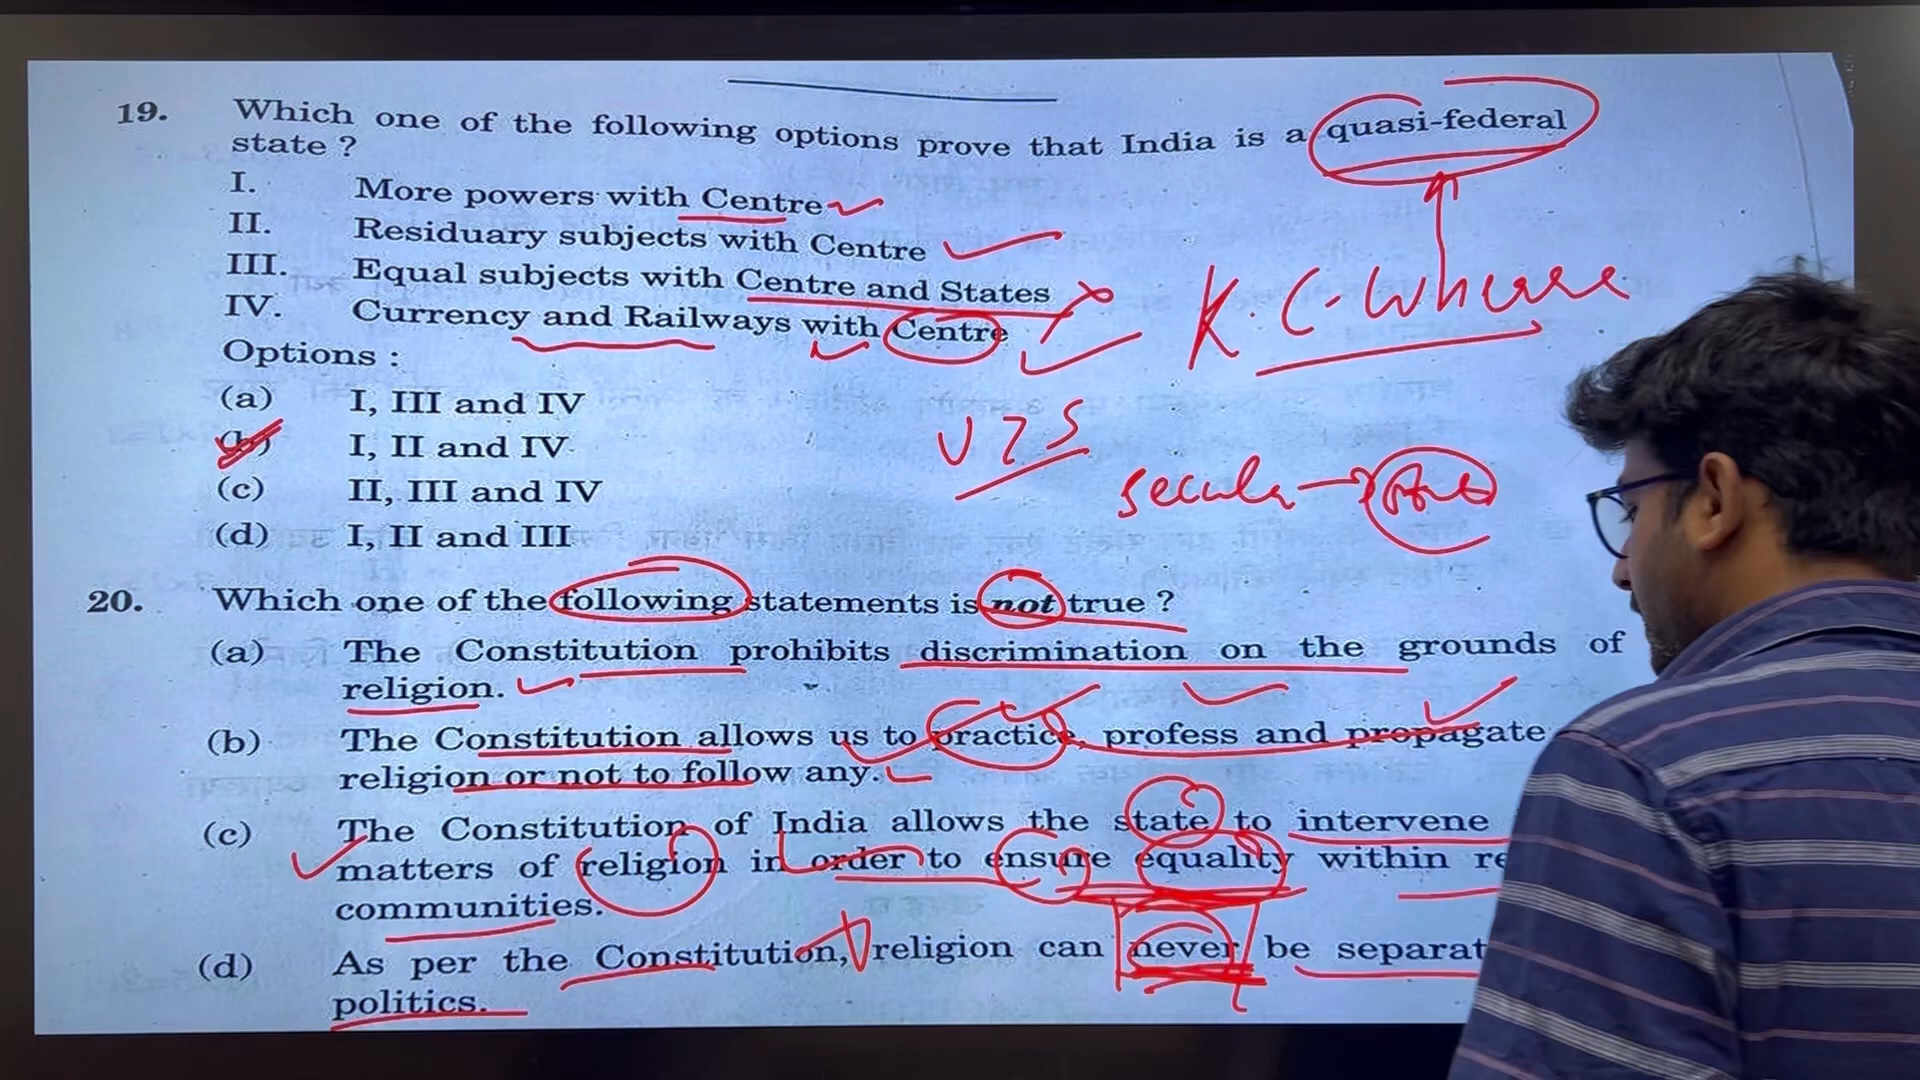 19. Which one of the following options prove that India is a quasi-federal
state ?
I. More powers with Centre
II. Residuary subjects with Centre
III. Equal subjects with Centre and States
IV. Currency and Railways with Centre
K.C. Wheare
Options :
(a) I, III and IV
(b) I, II and IV
U75
(c) II, III and IV
secula
(d) I, II and III
20. Which one of the following statements is not true ?
(a) The Constitution prohibits discrimination on the grounds of
religion.
(b) The Constitution allows us to practice, profess and propagate
religion or not to follow any.
(c) The Constitution of India allows the state to intervene
matters of religion in order to ensure equality within re
communities.
(d) As per the Constitution, religion can never be separat
politics.